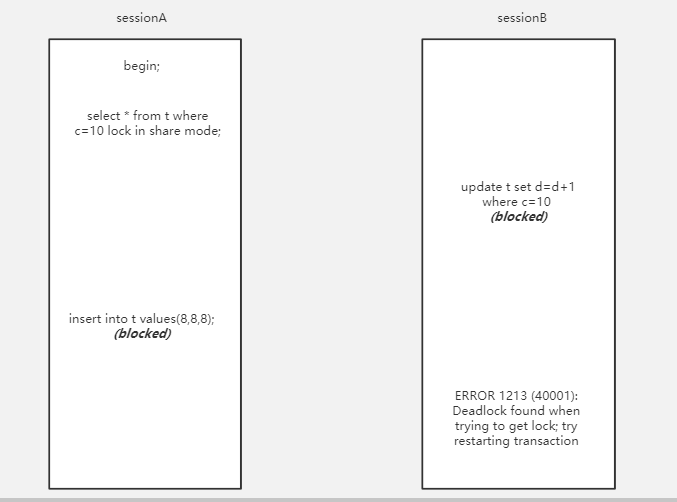 sessionA
sessionB
begin;
select * from t where
c=10 lock in share mode;
update t set d=d+1
where c=10
(blocked)
insert into t values(8,8,8);
(blocked)
ERROR 1213 (40001):
Deadlock found when
trying to get lock; try
restarting transaction